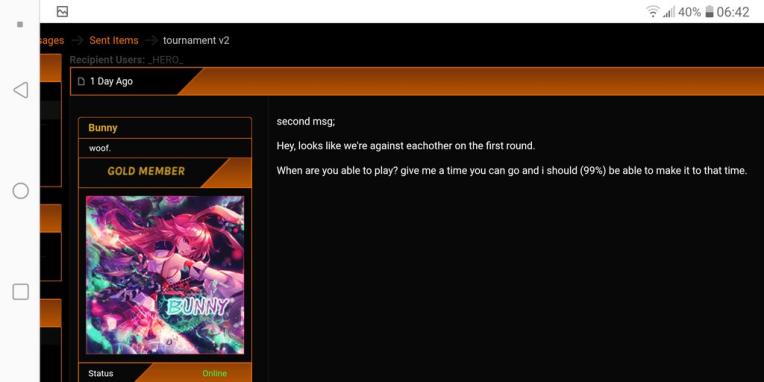 40% 06:42
sages → Sent Items → tournament v2
Recipient Users: _HERO_
1 Day Ago
Bunny
woof.
GOLD MEMBER
BUNNY
Status Online
second msg;
Hey, looks like we're against eachother on the first round.
When are you able to play? give me a time you can go and i should (99%) be able to make it to that time.